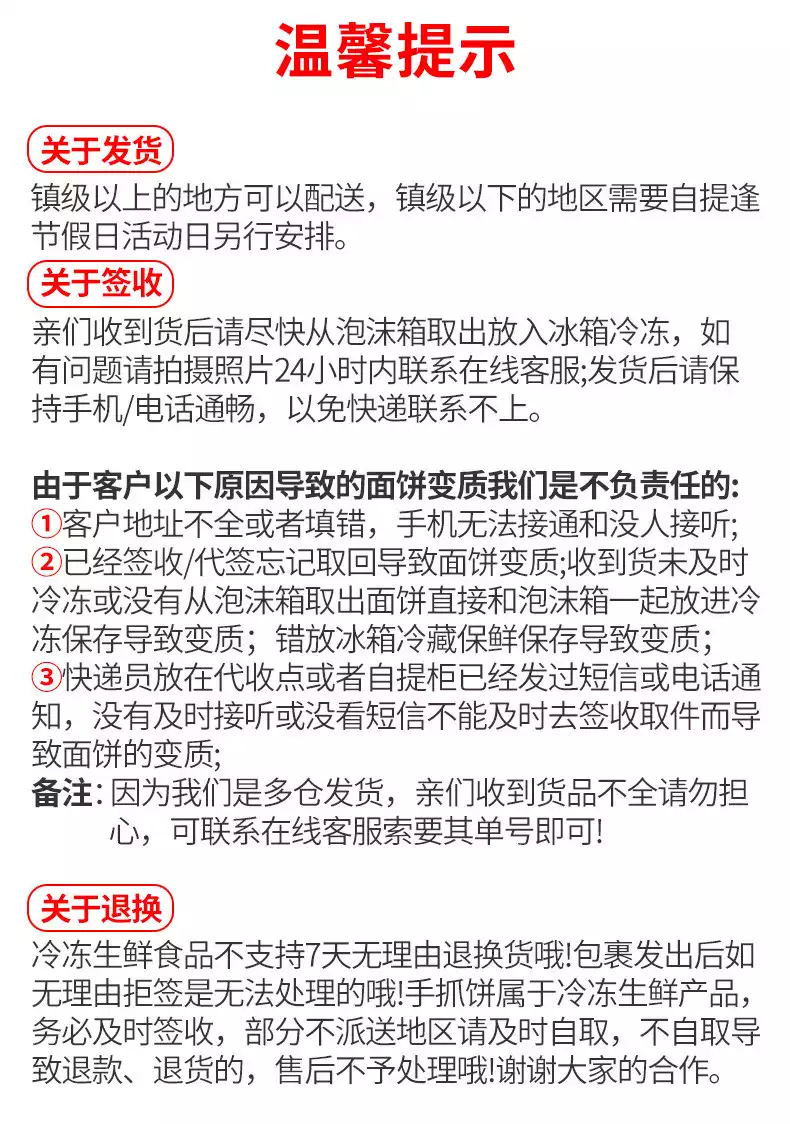 温馨提示
关于发货
镇级以上的地方可以配送，镇级以下的地区需要自提逢
节假日活动日另行安排。
关于签收
亲们收到货后请尽快从泡沫箱取出放入冰箱冷冻，如
有问题请拍摄照片24小时内联系在线客服;发货后请保
持手机/电话通畅，以免快递联系不上。
由于客户以下原因导致的面饼变质我们是不负责任的:
①客户地址不全或者填错，手机无法接通和没人接听;
②已经签收/代签忘记取回导致面饼变质;收到货未及时
冷冻或没有从泡沫箱取出面饼直接和泡沫箱一起放进冷
冻保存导致变质；错放冰箱冷藏保鲜保存导致变质；
③快递员放在代收点或者自提柜已经发过短信或电话通
知，没有及时接听或没看短信不能及时去签收取件而导
致面饼的变质;
备注：因为我们是多仓发货，亲们收到货品不全请勿担
心，可联系在线客服索要其单号即可!
关于退换
冷冻生鲜食品不支持7天无理由退换货哦!包裹发出后如
无理由拒签是无法处理的哦!手抓饼属于冷冻生鲜产品，
务必及时签收，部分不派送地区请及时自取，不自取导
致退款、退货的，售后不予处理哦!谢谢大家的合作。